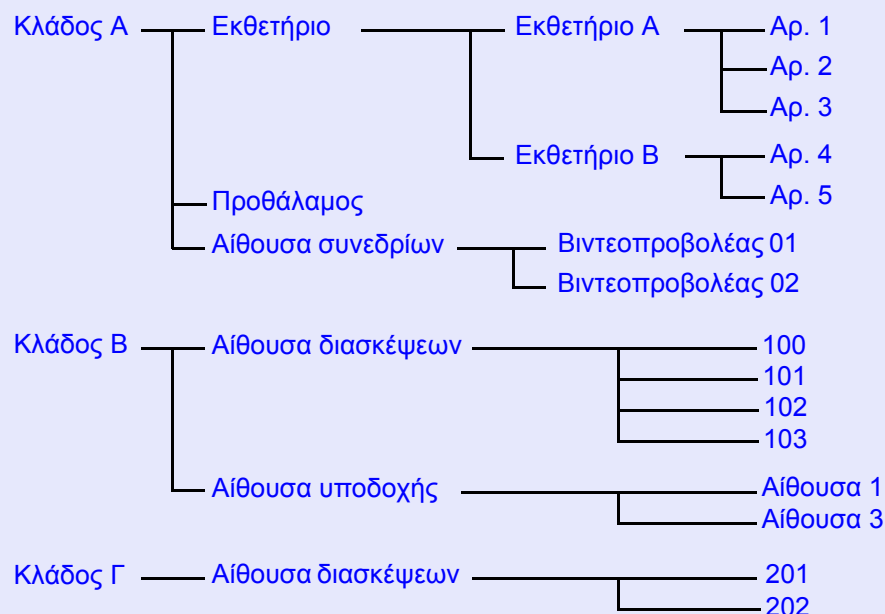 Κλάδος Α Εκθετήριο Εκθετήριο Α Αρ. 1
Αρ. 2
Αρ. 3
Εκθετήριο Β Αρ. 4
Αρ. 5
Προθάλαμος
Αίθουσα συνεδρίων Βιντεοπροβολέας 01
Βιντεοπροβολέας 02
Κλάδος Β Αίθουσα διασκέψεων 100
101
102
103
Αίθουσα υποδοχής Αίθουσα 1
Αίθουσα 3
Κλάδος Γ Αίθουσα διασκέψεων 201
202